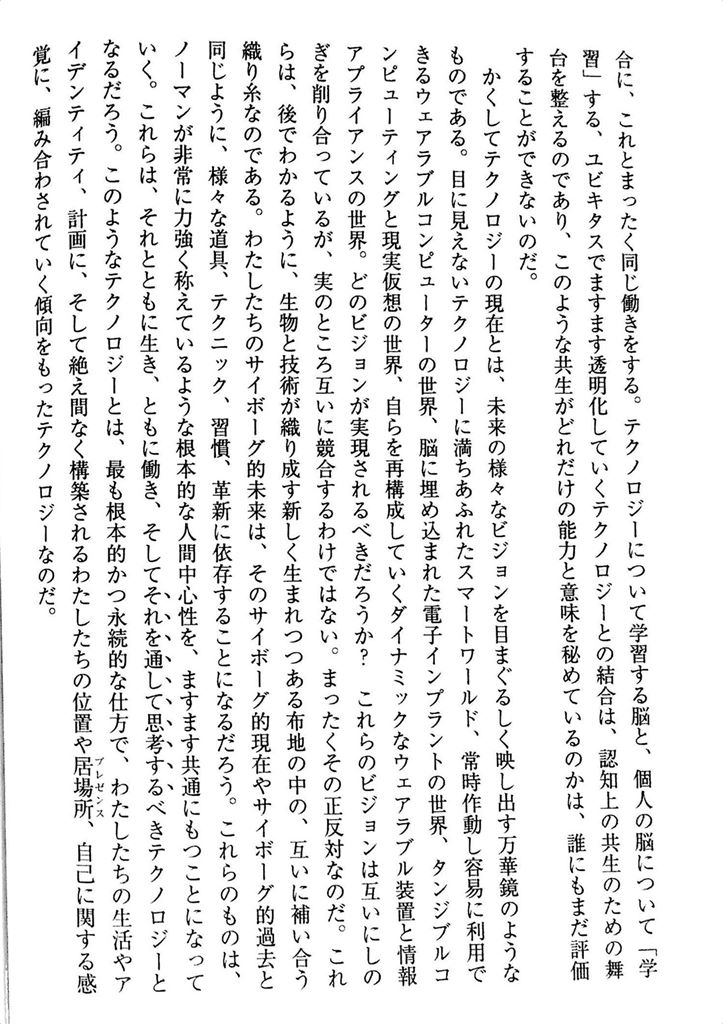 合に、これとまったく同じ働きをする。テクノロジーについて学習する脳と、個人の脳について「学
習」する、ユビキタスでますます透明化していくテクノロジーとの結合は、認知上の共生のための舞
台を整えるのであり、このような共生がどれだけの能力と意味を秘めているのかは、誰にもまだ評価
することができないのだ。
かくしてテクノロジーの現在とは、未来の様々なビジョンを目まぐるしく映し出す万華鏡のような
ものである。目に見えないテクノロジーに満ちあふれたスマートワールド、常時作動し容易に利用で
きるウェアラブルコンピューターの世界、脳に埋め込まれた電子インプラントの世界、タンジブルコ
ンピューティングと現実仮想の世界、自らを再構成していくダイナミックなウェアラブル装置と情報
アプライアンスの世界。どのビジョンが実現されるべきだろうか？　これらのビジョンは互いにしの
ぎを削り合っているが、実のところ互いに競合するわけではない。まったくその正反対なのだ。これ
らは、後でわかるように、生物と技術が織り成す新しく生まれつつある布地の中の、互いに補い合う
織り糸なのである。わたしたちのサイボーグ的未来は、そのサイボーグ的現在やサイボーグ的過去と
同じように、様々な道具、テクニック、習慣、革新に依存することになるだろう。これらのものは、
ノーマンが非常に力強く称えているような根本的な人間中心性を、ますます共通にもつことになって
いく。これらは、それとともに生き、ともに働き、そしてそれを通して思考するべきテクノロジーと
なるだろう。このようなテクノロジーとは、最も根本的かつ永続的な仕方で、わたしたちの生活やア
イデンティティ、計画に、そして絶え間なく構築されるわたしたちの位置や居場所プレゼンス、自己に関する感
覚に、編み合わされていく傾向をもったテクノロジーなのだ。